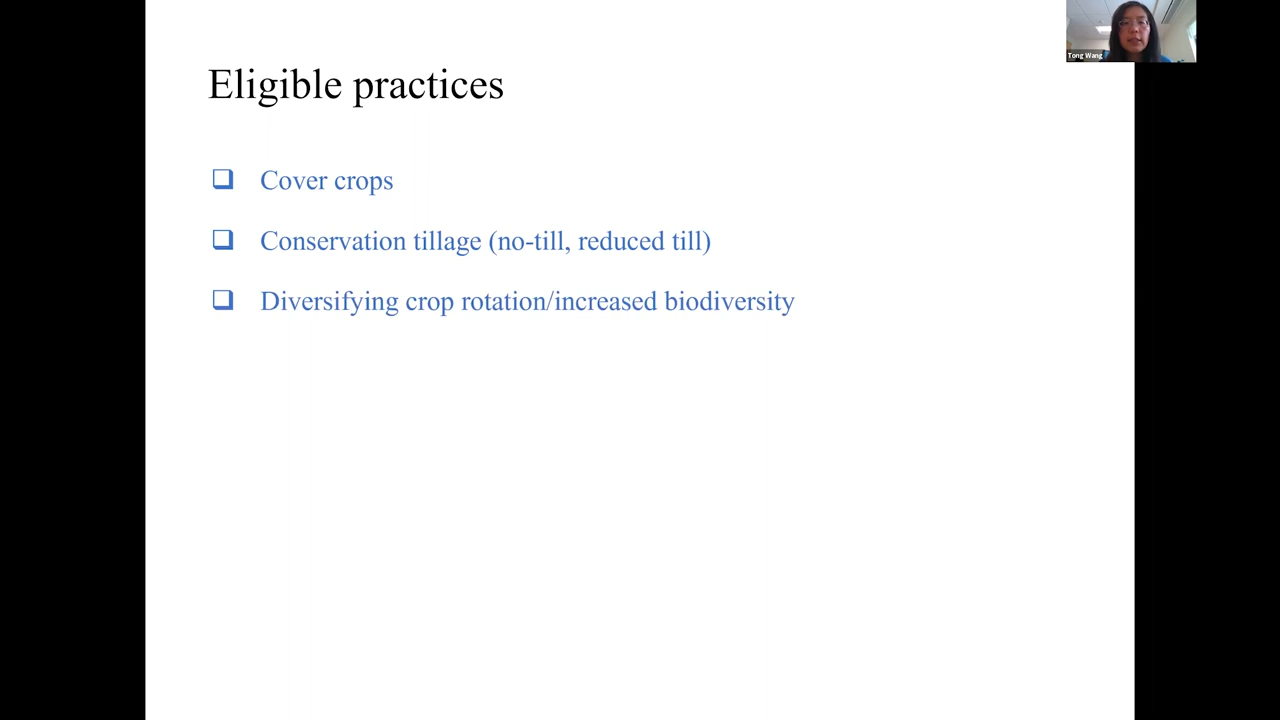 Tong Wang
Eligible practices
Cover crops
Conservation tillage (no-till, reduced till)
Diversifying crop rotation/increased biodiversity